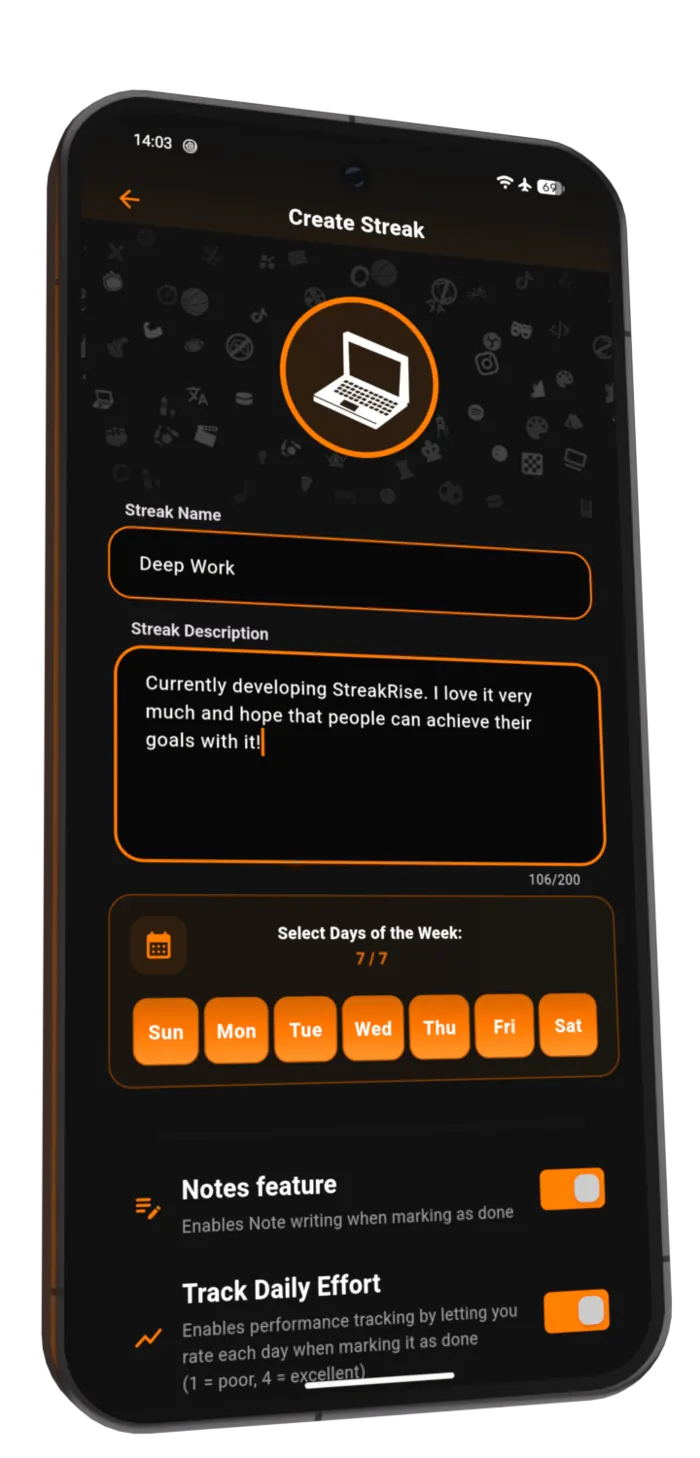 14:03
69
Create Streak
Streak Name
Deep Work
Streak Description
Currently developing StreakRise. I love it very
much and hope that people can achieve their
goals with it!
106/200
Select Days of the Week:
7 / 7
Sun Mon Tue Wed Thu Fri Sat
Notes feature
Enables Note writing when marking as done
Track Daily Effort
Enables performance tracking by letting you
rate each day when marking it as done
(1 = poor, 4 = excellent)